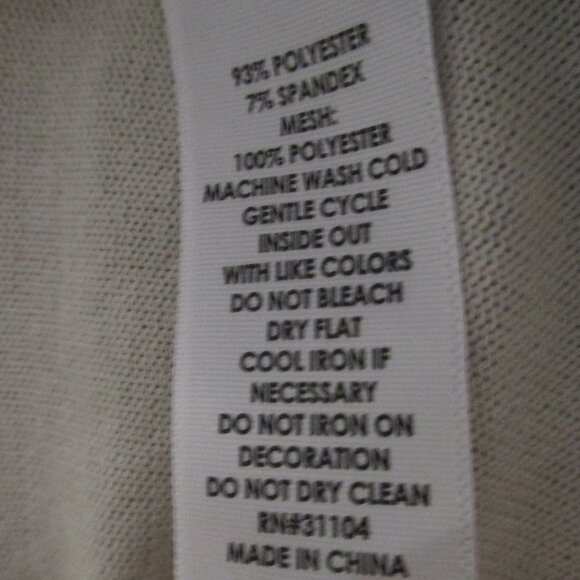 93% POLYESTER
7% SPANDEX
MESH:
100% POLYESTER
MACHINE WASH COLD
GENTLE CYCLE
INSIDE OUT
WITH LIKE COLORS
DO NOT BLEACH
DRY FLAT
COOL IRON IF
NECESSARY
DO NOT IRON ON
DECORATION
DO NOT DRY CLEAN
RN#31104
MADE IN CHINA